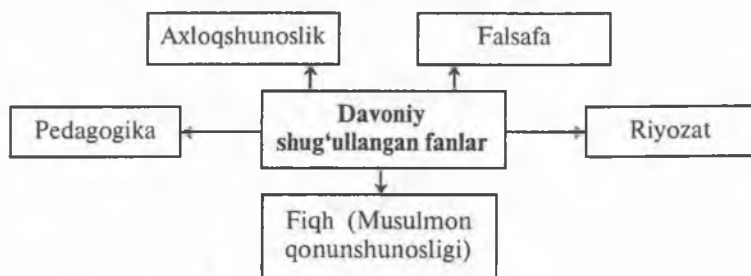 Axloqshunoslik
Falsafa
Pedagogika
Davoniy
shug‘ullangan fanlar
Riyozat
Fiqh (Musulmon
qonunshunosligi)